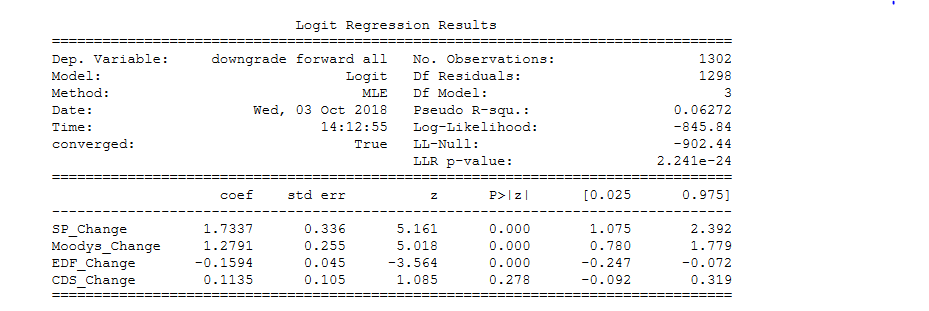 Logit Regression Results
==============================================================================
Dep. Variable: downgrade forward all No. Observations: 1302
Model: Logit Df Residuals: 1298
Method: MLE Df Model: 3
Date: Wed, 03 Oct 2018 Pseudo R-squ.: 0.06272
Time: 14:12:55 Log-Likelihood: -845.84
converged: True LL-Null: -902.44
LLR p-value: 2.241e-24
==============================================================================
coef std err z P>|z| [0.025 0.975]
------------------------------------------------------------------------------
SP_Change 1.7337 0.336 5.161 0.000 1.075 2.392
Moodys_Change 1.2791 0.255 5.018 0.000 0.780 1.779
EDF_Change -0.1594 0.045 -3.564 0.000 -0.247 -0.072
CDS_Change 0.1135 0.105 1.085 0.278 -0.092 0.319
==============================================================================